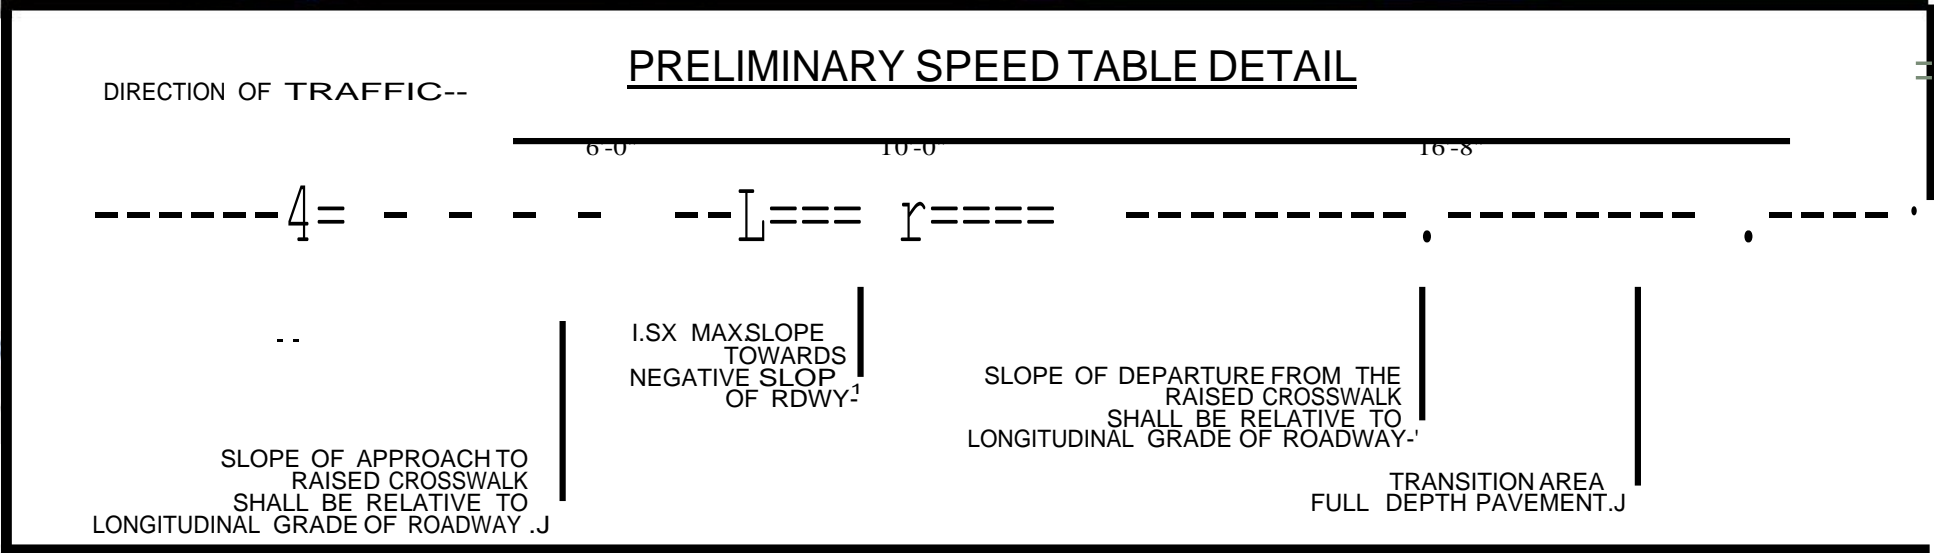 PRELIMINARY SPEED TABLE DETAIL
DIRECTION OF TRAFFIC--
6'-0" 10'-0" 16'-8"
I.SX MAX.SLOPE
TOWARDS
NEGATIVE SLOP
OF RDWY-1
SLOPE OF DEPARTURE FROM THE
RAISED CROSSWALK
SHALL BE RELATIVE TO
LONGITUDINAL GRADE OF ROADWAY-'
SLOPE OF APPROACH TO
RAISED CROSSWALK
SHALL BE RELATIVE TO
LONGITUDINAL GRADE OF ROADWAY .J
TRANSITION AREA
FULL DEPTH PAVEMENT.J